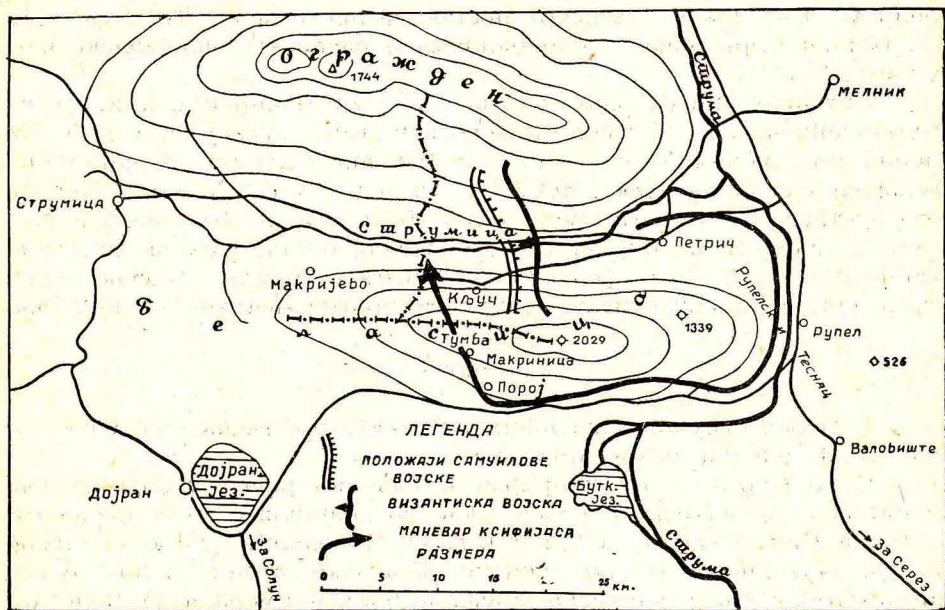 Огражден
1744
Струма
МЕЛНИК
Струмица
Струмица
Петрич
Макријево
Кључ
Рупелски
Беласица
1339
Рупел
Тумба
2029
Макриница
526
Порој
Теснац
ЛЕГЕНДА
Валовиште
ПОЛОЖАЈИ САМУИЛОВЕ
ВОЈСКЕ
Дојран
Јез.
Дојран
Бутк.
Јез.
ВИЗАНТИСКА ВОЈСКА
МАНЕВАР КСИФИЈАСА
РАЗМЕРА
За Солун
Струма
За Серез
0 5 10 15 25 км.